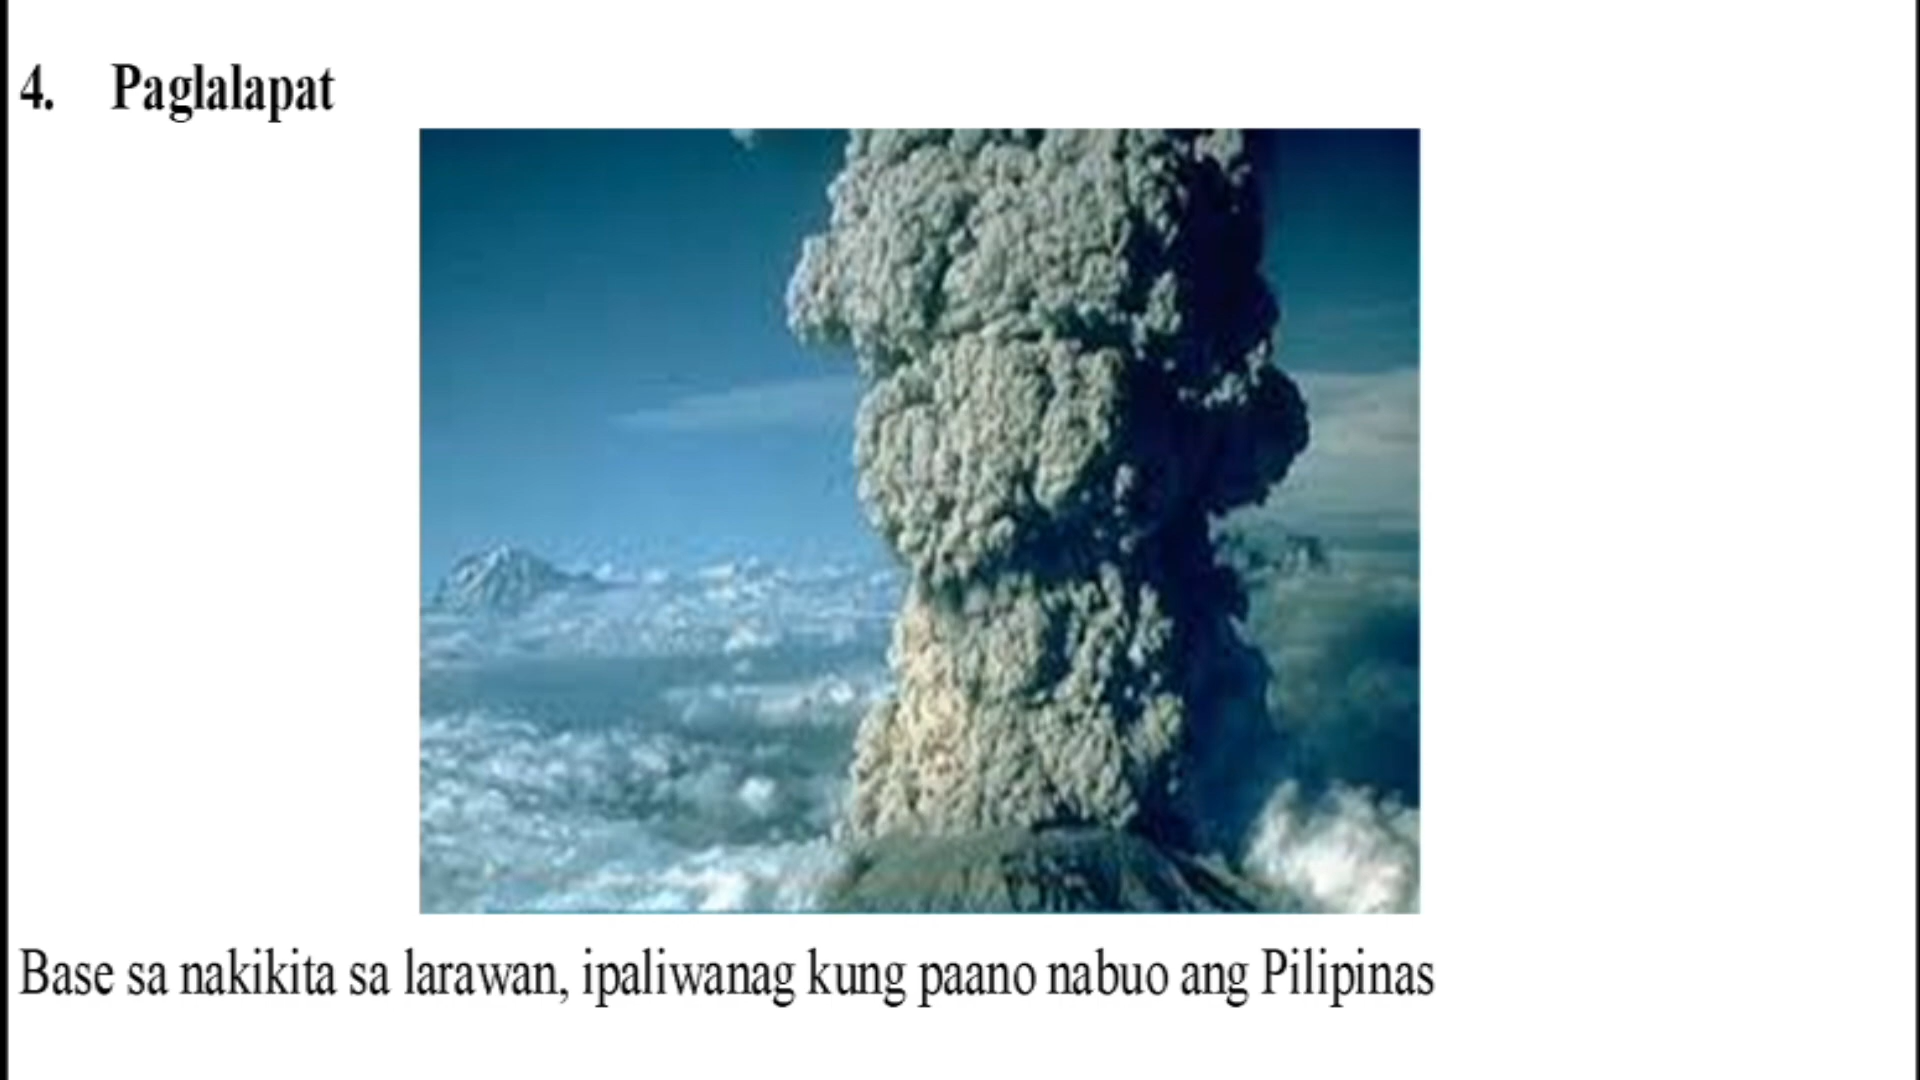 4. Paglalapat
Base sa nakikita sa larawan, ipaliwanag kung paano nabuo ang Pilipinas